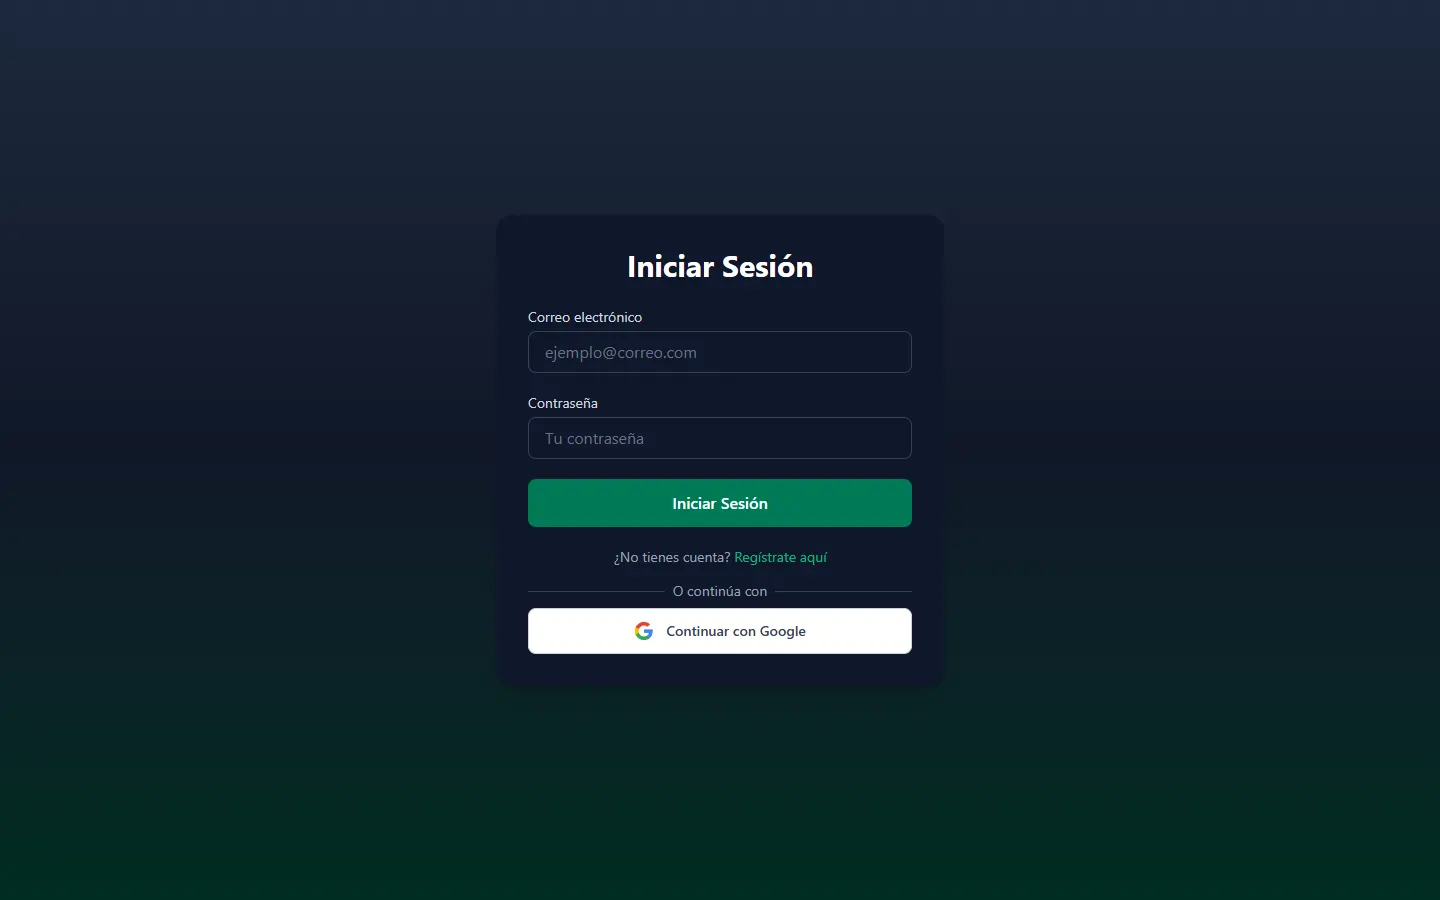 Iniciar Sesión
Correo electrónico
ejemplo@correo.com
Contraseña
Tu contraseña
Iniciar Sesión
¿No tienes cuenta? Regístrate aquí
O continúa con
Continuar con Google